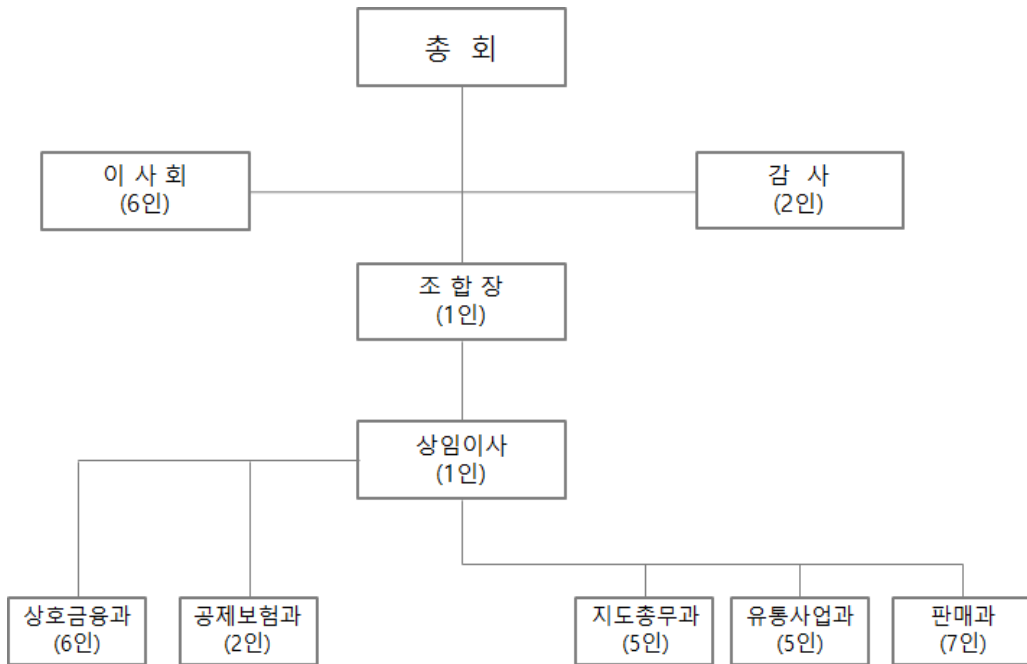 총 회
이 사 회
(6인)
감 사
(2인)
조 합 장
(1인)
상임이사
(1인)
상호금융과
(6인)
공제보험과
(2인)
지도총무과
(5인)
유통사업과
(5인)
판매과
(7인)